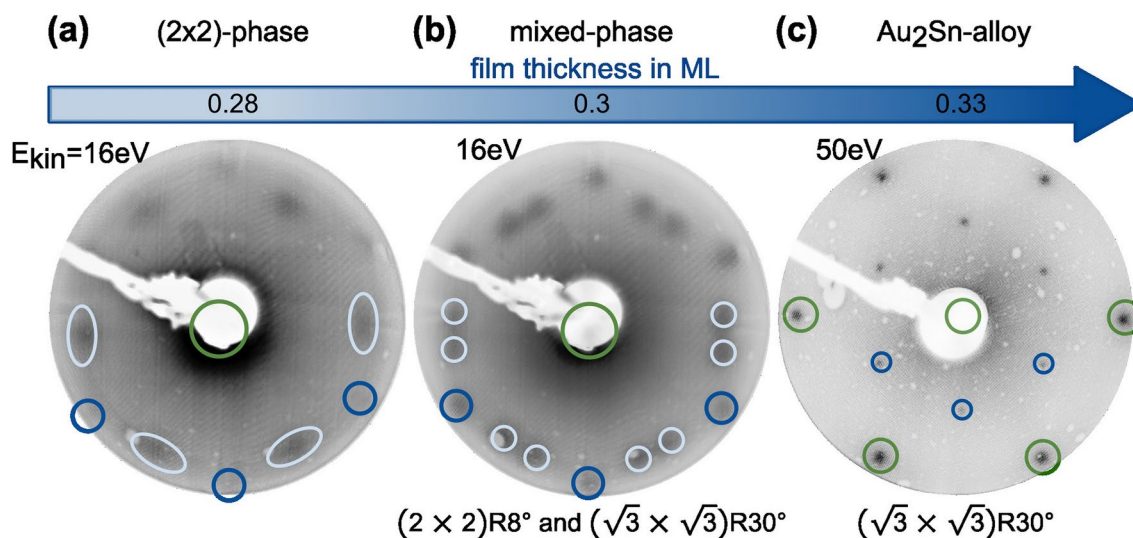 (a) (2x2)-phase (b) mixed-phase (c) Au₂Sn-alloy
film thickness in ML
0.28 0.3 0.33
E_kin=16eV 16eV 50eV
(2 × 2)R8° and (√3 × √3)R30° (√3 × √3)R30°